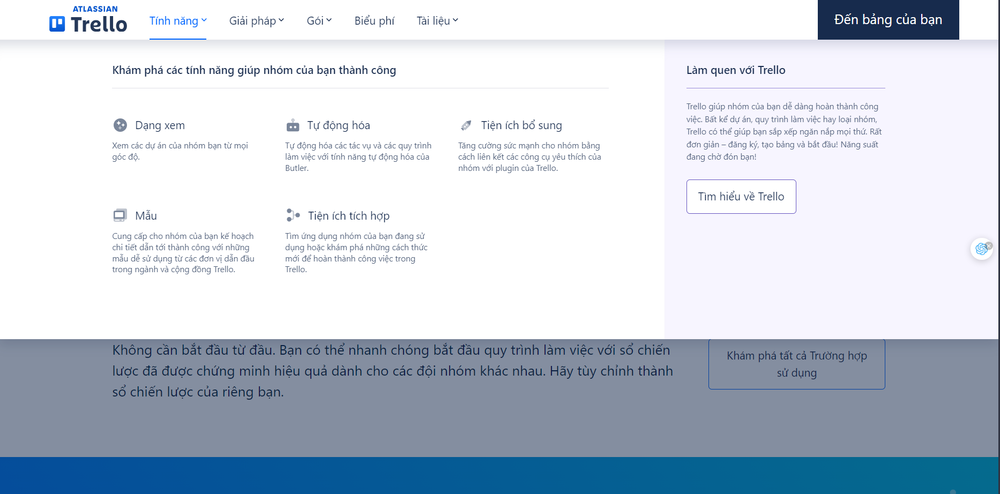 ATLASSIAN
Trello
Tính năng
Giải pháp
Gói
Biểu phí
Tài liệu
Đến bảng của bạn
Khám phá các tính năng giúp nhóm của bạn thành công
Dạng xem
Xem các dự án của nhóm bạn từ mọi
góc độ.
Tự động hóa
Tự động hóa các tác vụ và các quy trình
làm việc với tính năng tự động hóa của
Butler.
Tiện ích bổ sung
Tăng cường sức mạnh cho nhóm bằng
cách liên kết các công cụ yêu thích của
nhóm với plugin của Trello.
Mẫu
Cung cấp cho nhóm của bạn kế hoạch
chi tiết dẫn tới thành công với những
mẫu dễ sử dụng từ các đơn vị dẫn đầu
trong ngành và cộng đồng Trello.
Tiện ích tích hợp
Tìm ứng dụng nhóm của bạn đang sử
dụng hoặc khám phá những cách thức
mới để hoàn thành công việc trong
Trello.
Làm quen với Trello
Trello giúp nhóm của bạn dễ dàng hoàn thành công
việc. Bất kể dự án, quy trình làm việc hay loại nhóm,
Trello có thể giúp bạn sắp xếp ngăn nắp mọi thứ. Rất
đơn giản – đăng ký, tạo bảng và bắt đầu! Năng suất
đang chờ đón bạn!
Tìm hiểu về Trello
Không cần bắt đầu từ đầu. Bạn có thể nhanh chóng bắt đầu quy trình làm việc với sổ chiến
lược đã được chứng minh hiệu quả dành cho các đội nhóm khác nhau. Hãy tùy chỉnh thành
sổ chiến lược của riêng bạn.
Khám phá tất cả Trường hợp
sử dụng